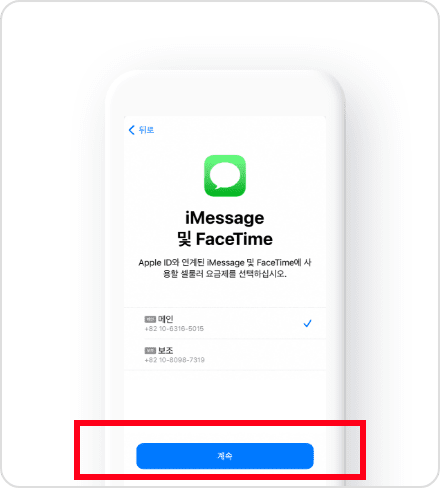 뒤로
iMessage
및 FaceTime
Apple ID와 연계된 iMessage 및 FaceTime에 사
용할 셀룰러 요금제를 선택하십시오.
메인 메인
+82 10-6316-5015
보조
+82 10-8098-7319
계속